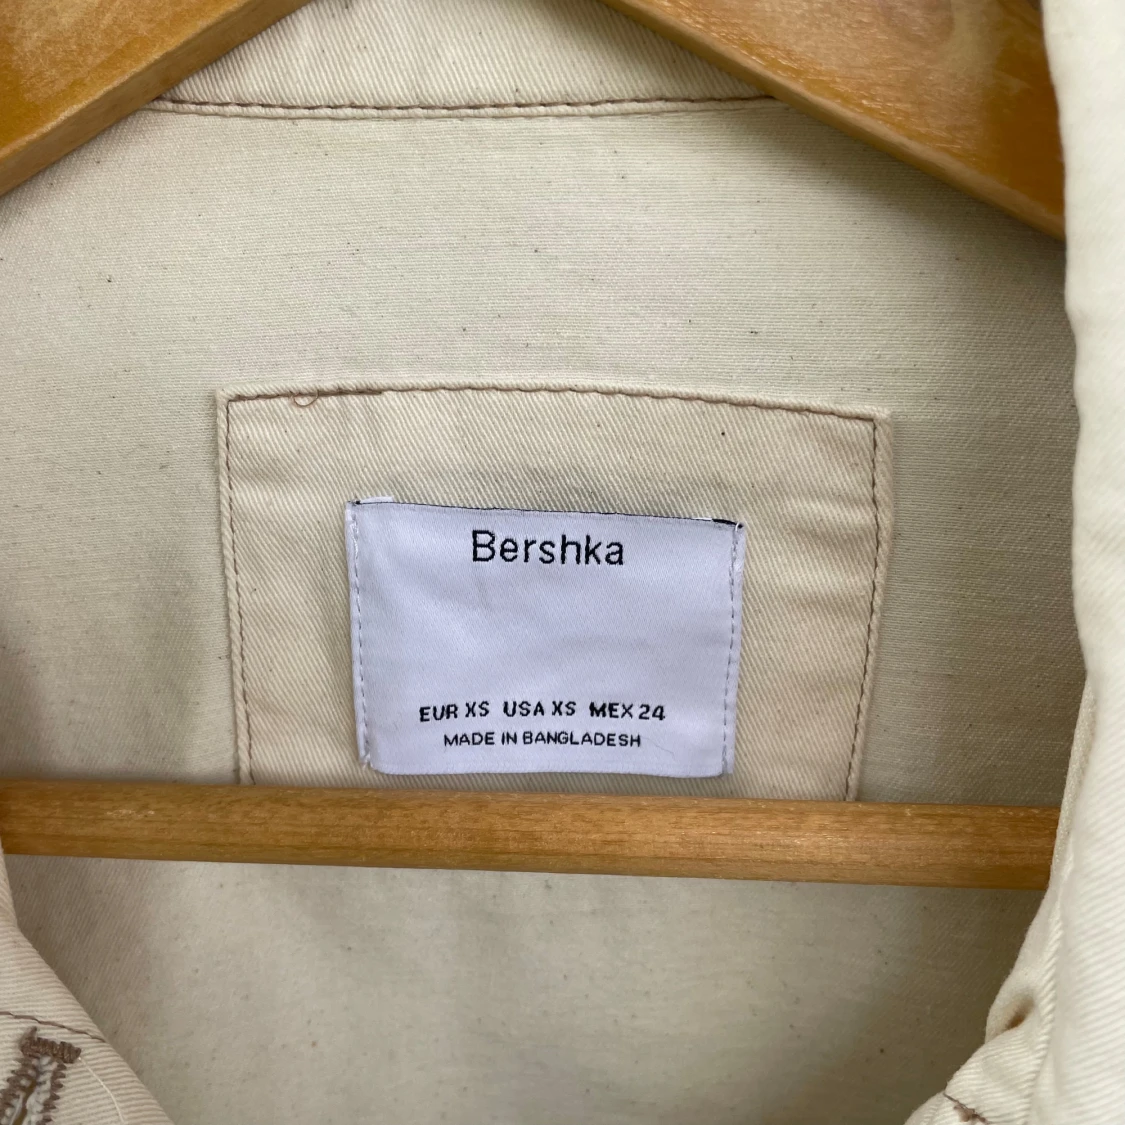 Bershka
EUR XS USA XS MEX 24
MADE IN BANGLADESH